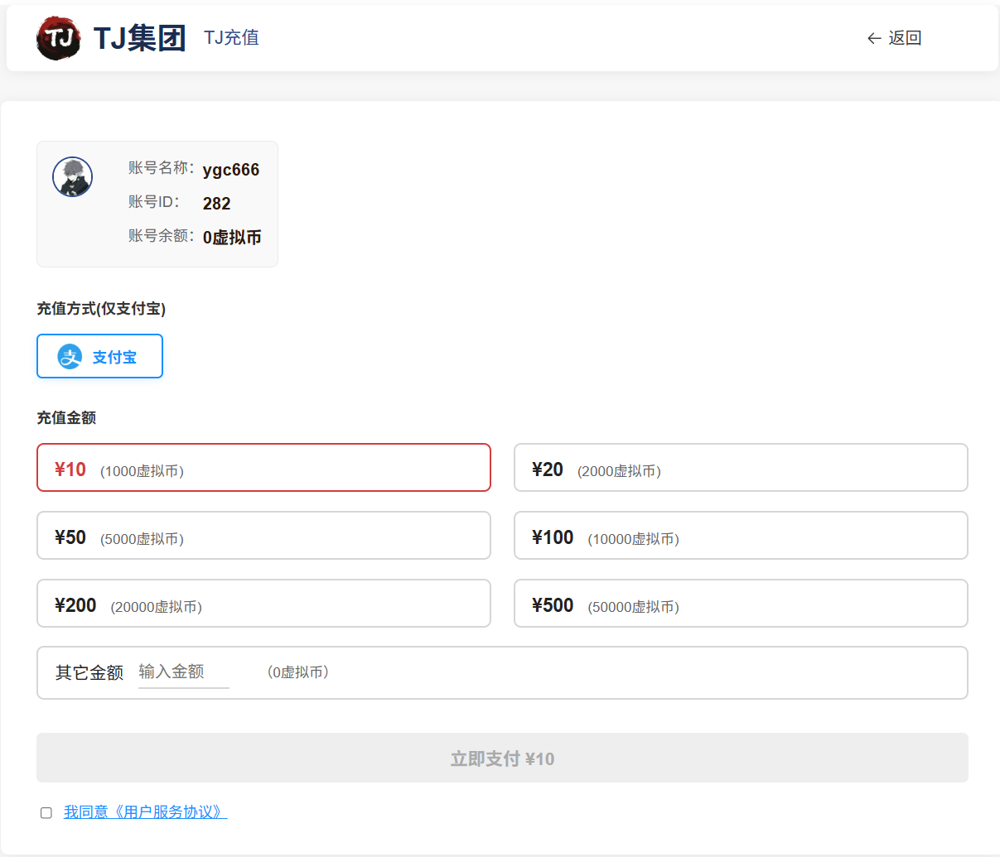 TJ TJ集团 TJ充值 ← 返回
账号名称: ygc666
账号ID: 282
账号余额: 0虚拟币
充值方式(仅支付宝)
支 支付宝
充值金额
¥10 (1000虚拟币) ¥20 (2000虚拟币)
¥50 (5000虚拟币) ¥100 (10000虚拟币)
¥200 (20000虚拟币) ¥500 (50000虚拟币)
其它金额 输入金额 （0虚拟币）
立即支付 ¥10
我同意《用户服务协议》